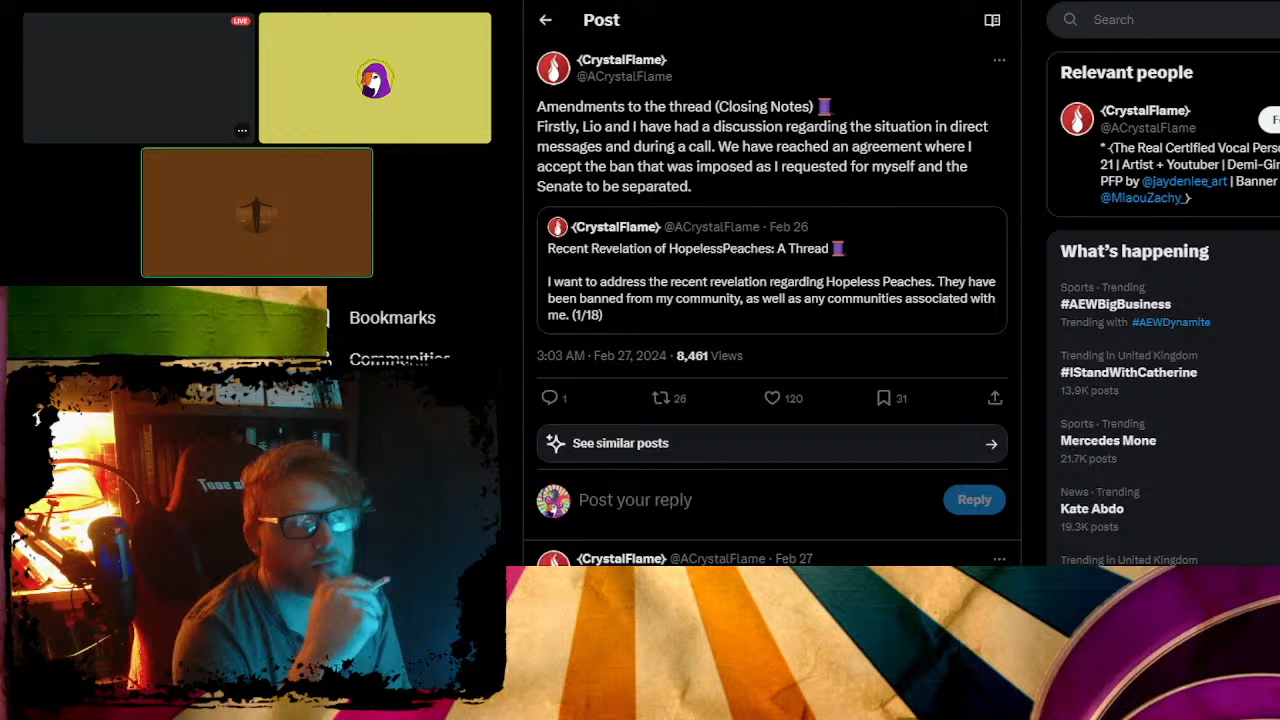 LIVE
Bookmarks
Communities
Post
{CrystalFlame}
@ACrystalFlame
Amendments to the thread (Closing Notes) 🧵
Firstly, Lio and I have had a discussion regarding the situation in direct
messages and during a call. We have reached an agreement where I
accept the ban that was imposed as I requested for myself and the
Senate to be separated.
{CrystalFlame} @ACrystalFlame · Feb 26
Recent Revelation of HopelessPeaches: A Thread 🧵
I want to address the recent revelation regarding Hopeless Peaches. They have
been banned from my community, as well as any communities associated with
me. (1/18)
3:03 AM · Feb 27, 2024 · 8,461 Views
1 26 120 31
See similar posts
Post your reply
Reply
{CrystalFlame} @ACrystalFlame · Feb 27
Search
Relevant people
{CrystalFlame}
@ACrystalFlame
*·{The Real Certified Vocal Pers
21 | Artist + Youtuber | Demi-Gir
PFP by @jaydenlee_art | Banner
@MiaouZachy_}
What's happening
Sports · Trending
#AEWBigBusiness
Trending with #AEWDynamite
Trending in United Kingdom
#IStandWithCatherine
13.9K posts
Sports · Trending
Mercedes Mone
21.7K posts
News · Trending
Kate Abdo
19.3K posts
Trending in United Kingdom